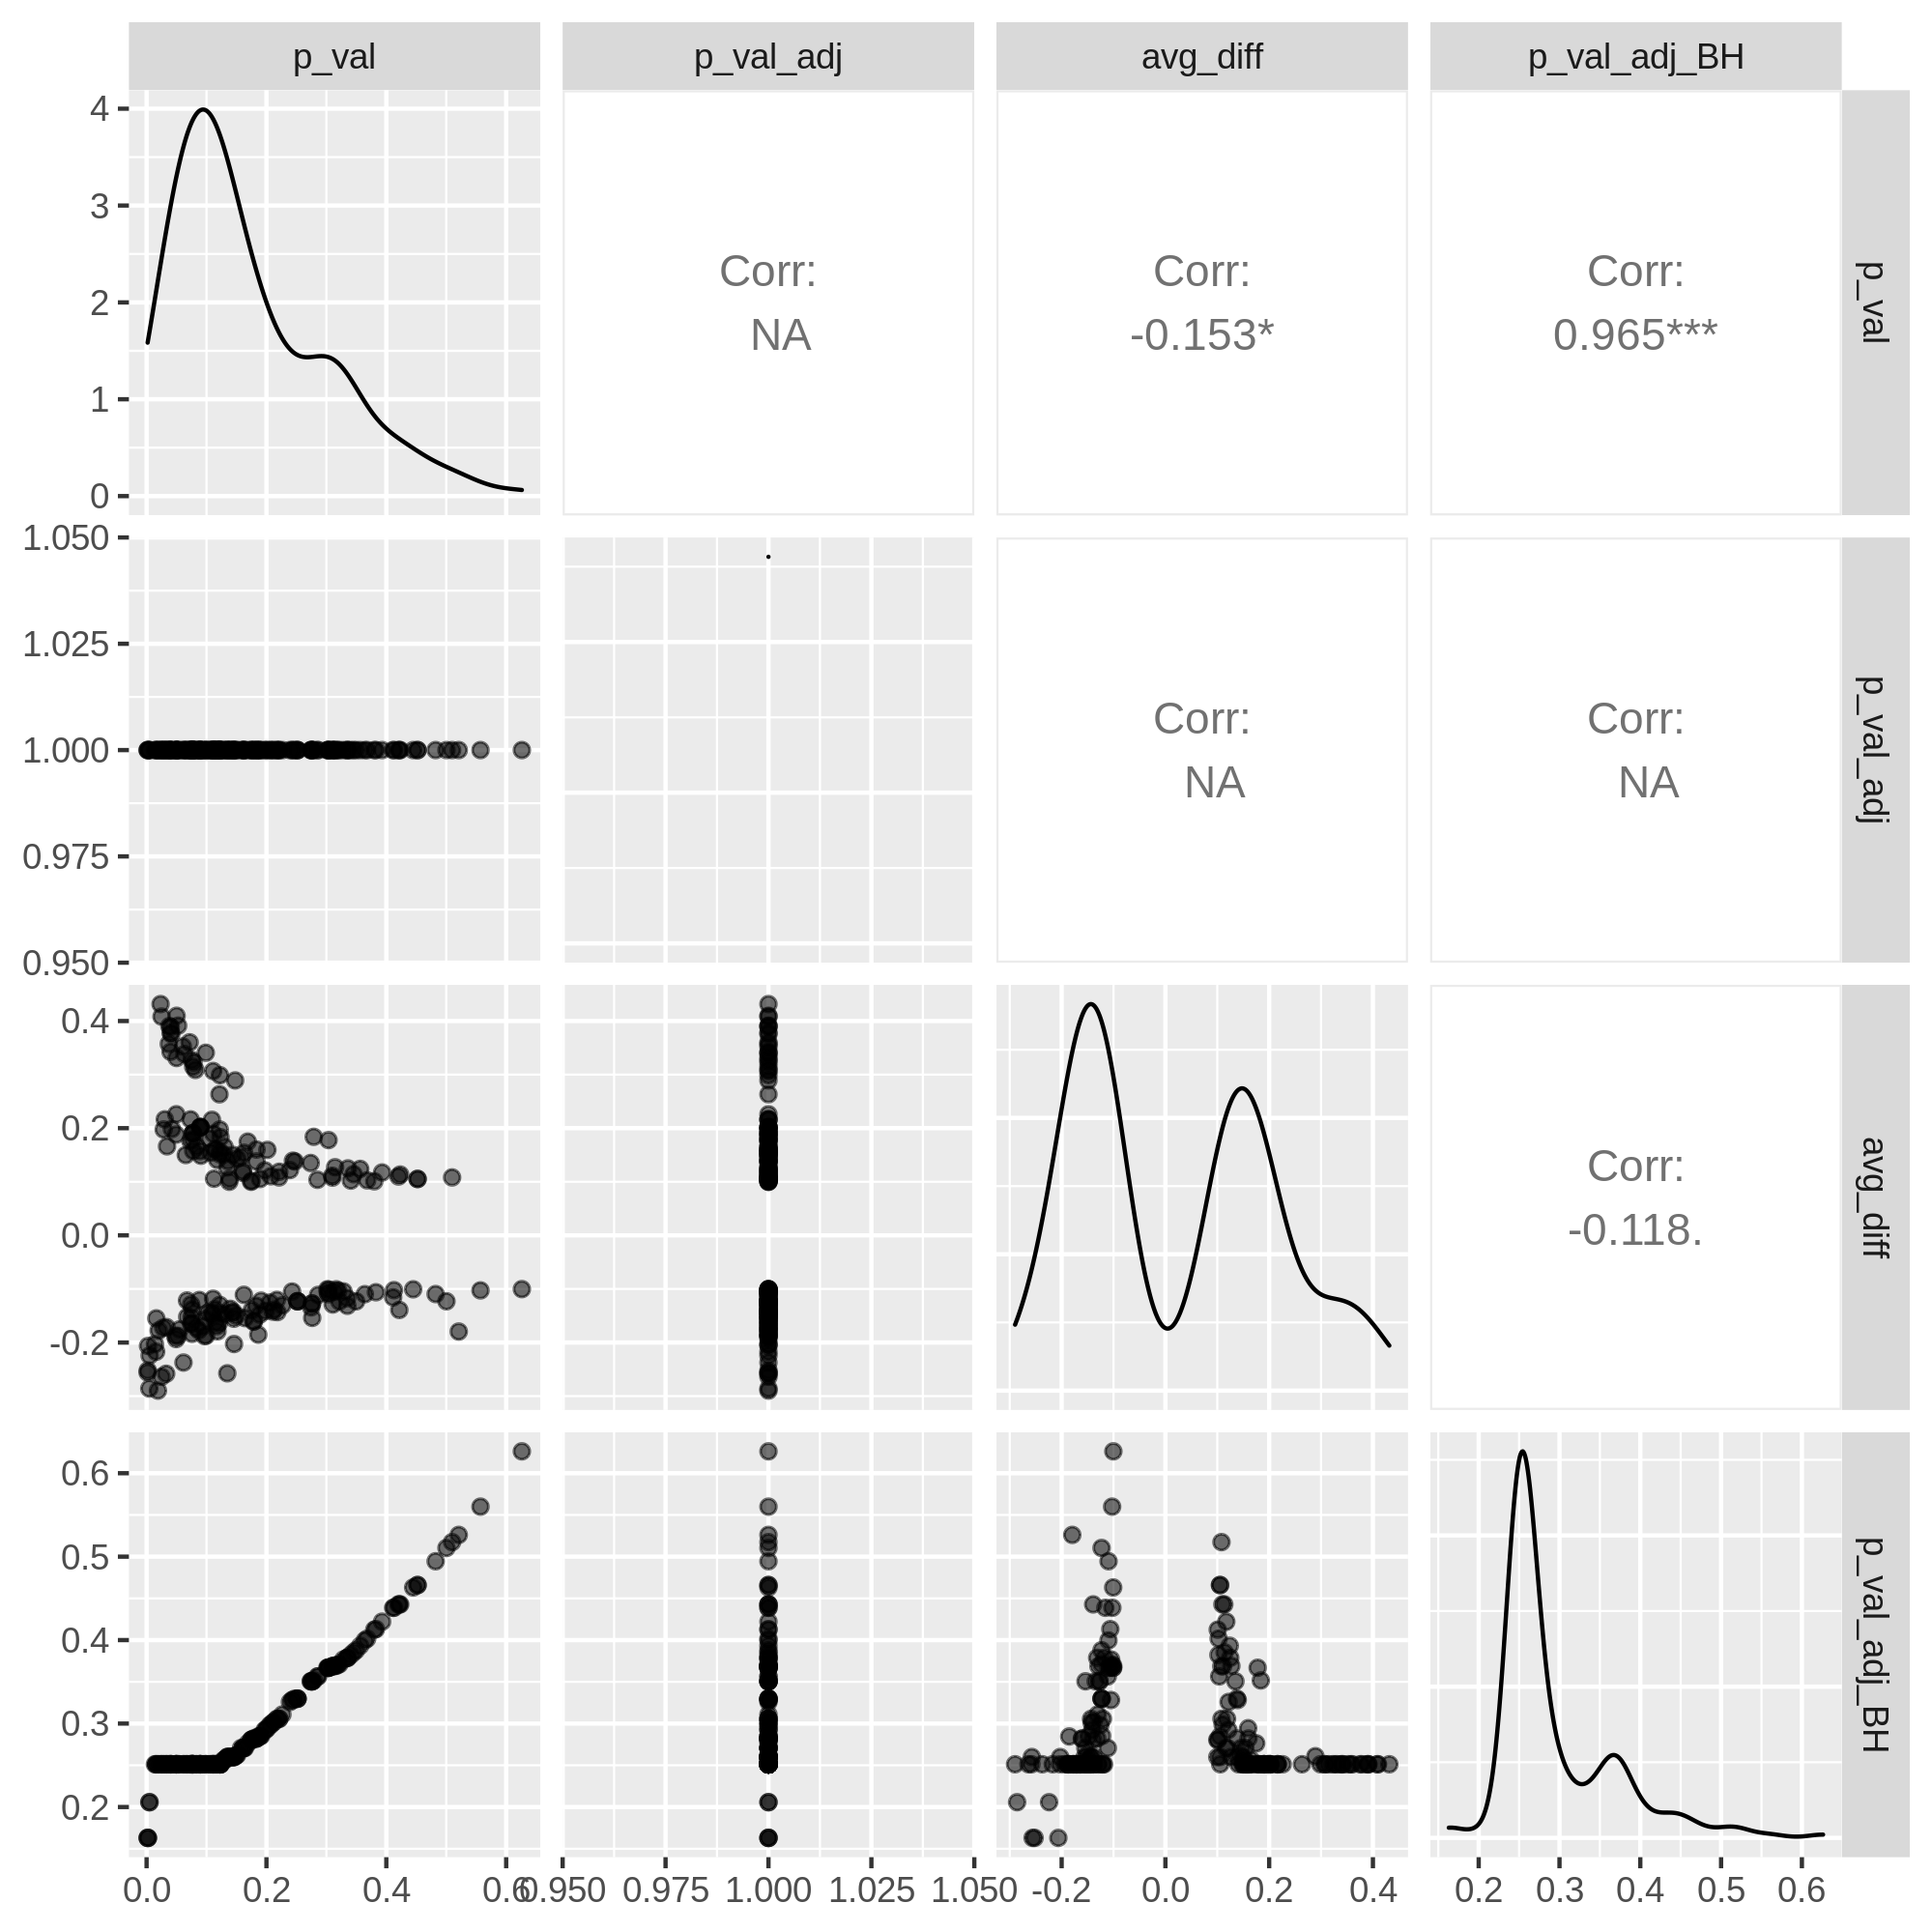 p_val p_val_adj avg_diff p_val_adj_BH
4
3
2
1
0
Corr:
NA
Corr:
-0.153*
Corr:
0.965***
p_val
1.050
1.025
1.000
0.975
0.950
Corr:
NA
Corr:
NA
p_val_adj
0.4
0.2
0.0
-0.2
Corr:
-0.118.
avg_diff
0.6
0.5
0.4
0.3
0.2
p_val_adj_BH
0.0 0.2 0.4 0.6 0.950 0.975 1.000 1.025 1.050 -0.2 0.0 0.2 0.4 0.2 0.3 0.4 0.5 0.6